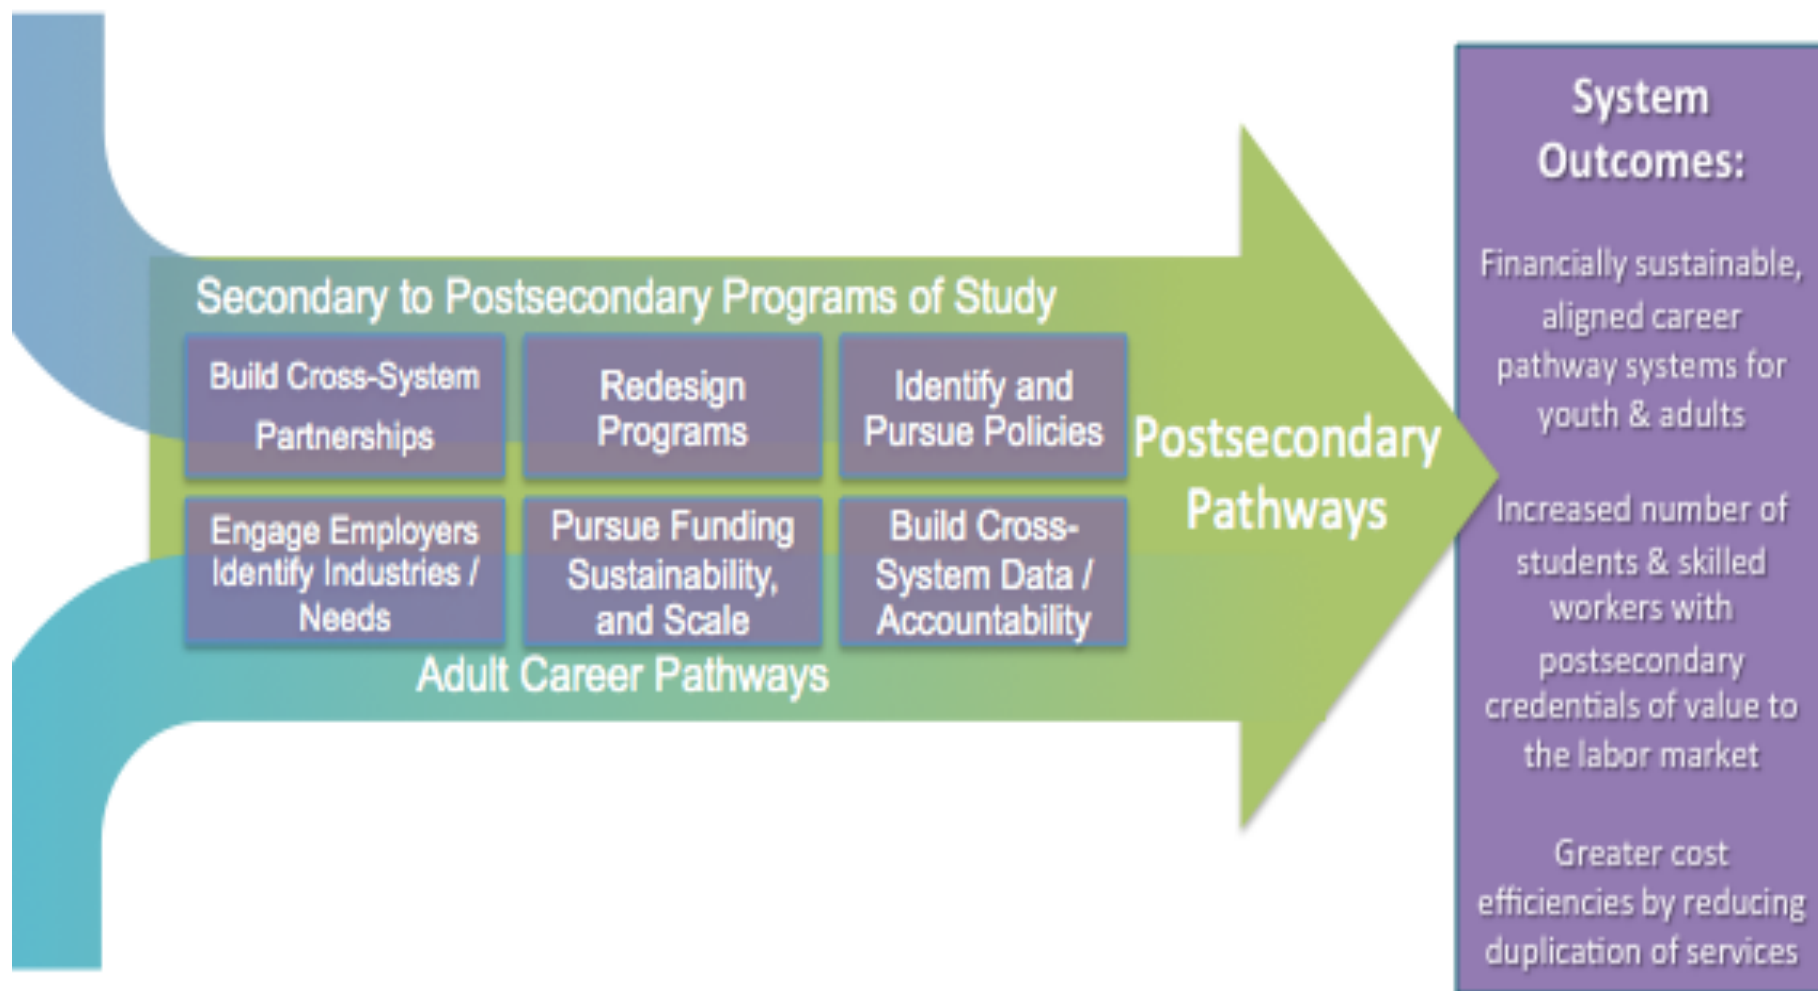 Secondary to Postsecondary Programs of Study
Build Cross-System
Partnerships
Redesign
Programs
Identify and
Pursue Policies
Engage Employers
Identify Industries /
Needs
Pursue Funding
Sustainability,
and Scale
Build Cross-
System Data /
Accountability
Adult Career Pathways
Postsecondary
Pathways
System
Outcomes:
Financially sustainable,
aligned career
pathway systems for
youth & adults
Increased number of
students & skilled
workers with
postsecondary
credentials of value to
the labor market
Greater cost
efficiencies by reducing
duplication of services